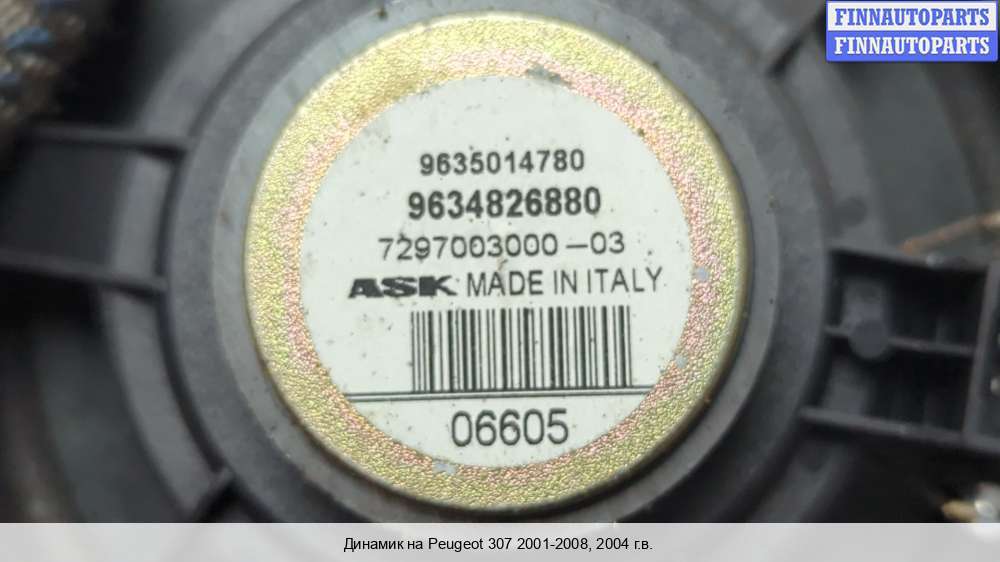 FINNAUTOPARTS
FINNAUTOPARTS
9635014780
9634826880
7297003000-03
ASK MADE IN ITALY
06605
Динамик на Peugeot 307 2001-2008, 2004 г.в.